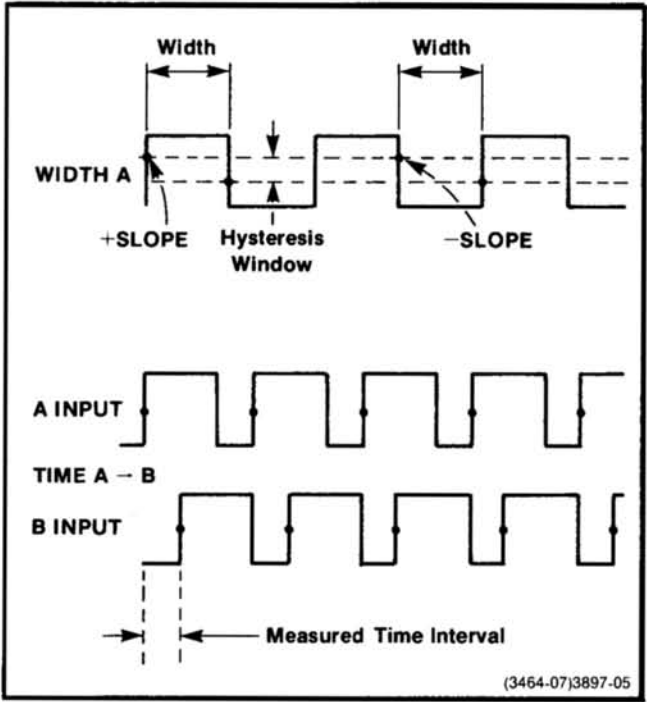 Width Width
WIDTH A
+SLOPE Hysteresis Window −SLOPE
A INPUT
TIME A → B
B INPUT
Measured Time Interval
(3464-07)3897-05